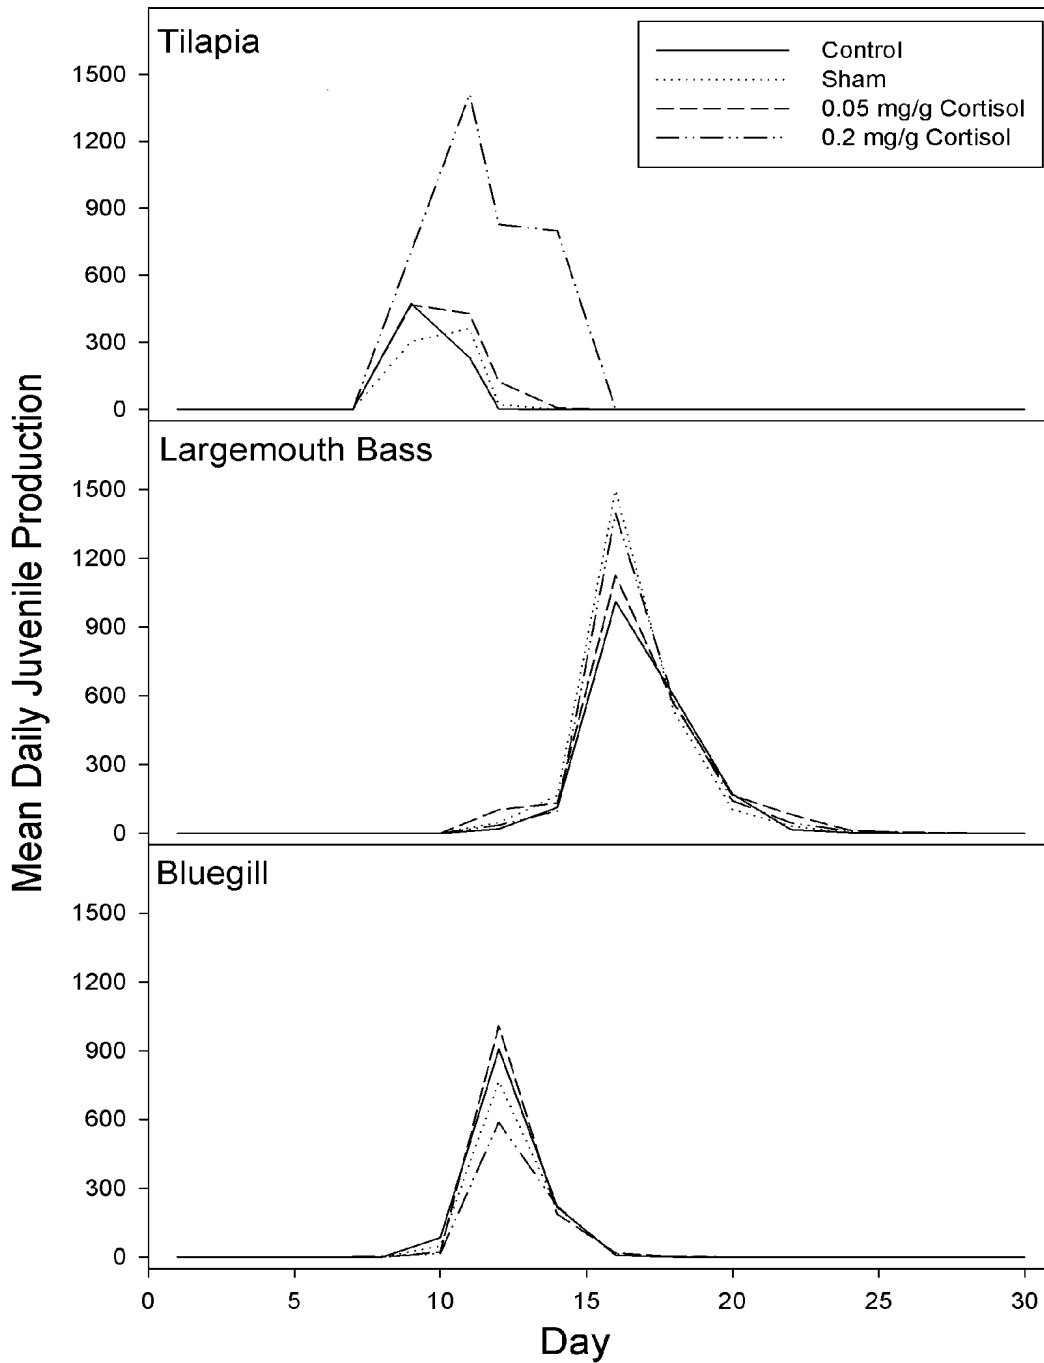 Tilapia
Control
Sham
0.05 mg/g Cortisol
0.2 mg/g Cortisol
1500
1200
900
600
300
0
Largemouth Bass
1500
1200
900
600
300
0
Bluegill
1500
1200
900
600
300
0
0 5 10 15 20 25 30
Day
Mean Daily Juvenile Production